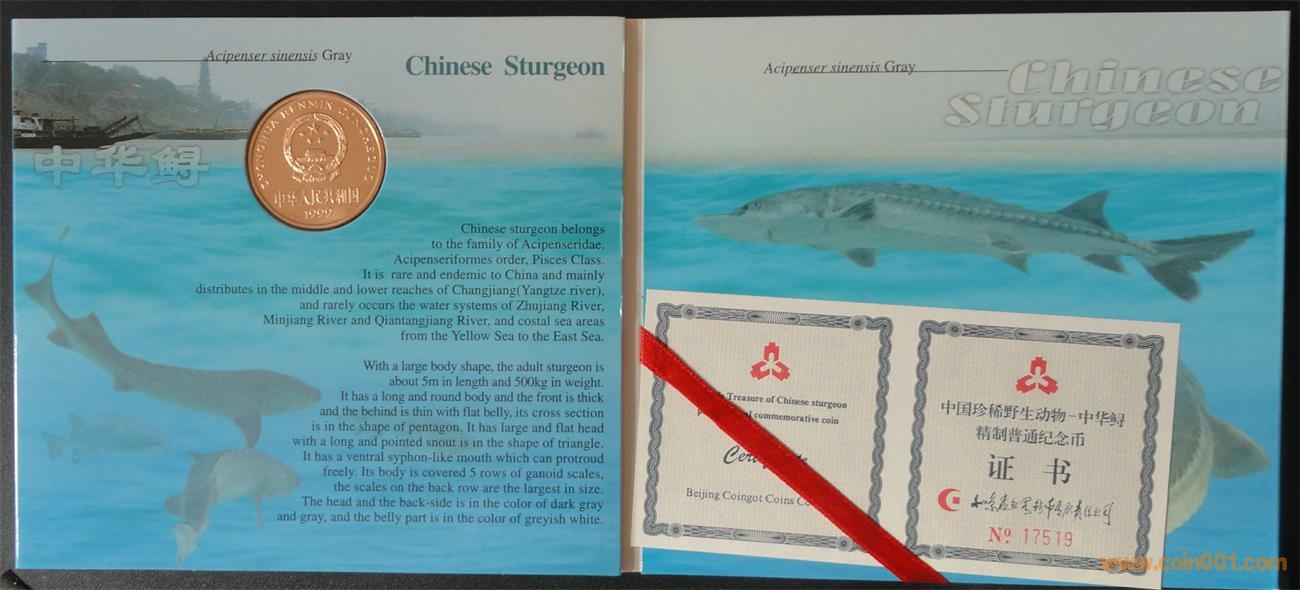 Acipenser sinensis Gray
Chinese Sturgeon
中华鲟
ZHONGHUA RENMIN GONGHEGUO
中华人民共和国
1999
Chinese sturgeon belongs
to the family of Acipenseridae.
Acipenseriformes order, Pisces Class.
It is rare and endemic to China and mainly
distributes in the middle and lower reaches of Changjiang(Yangtze river),
and rarely occurs the water systems of Zhujiang River,
Minjiang River and Qiantangjiang River, and costal sea areas
from the Yellow Sea to the East Sea.
With a large body shape, the adult sturgeon is
about 5m in length and 500kg in weight.
It has a long and round body and the front is thick
and the behind is thin with flat belly, its cross section
is in the shape of pentagon. It has large and flat head
with a long and pointed snout is in the shape of triangle.
It has a ventral syphon-like mouth which can protroud
freely. Its body is covered 5 rows of ganoid scales,
the scales on the back row are the largest in size.
The head and the back-side is in the color of dark gray
and gray, and the belly part is in the color of greyish white.
Acipenser sinensis Gray
Chinese
Sturgeon
Treasure of Chinese sturgeon
commemorative coin
Beijing Coingot Coins
中国珍稀野生动物-中华鲟
精制普通纪念币
证书
№ 17519
www.coin001.com